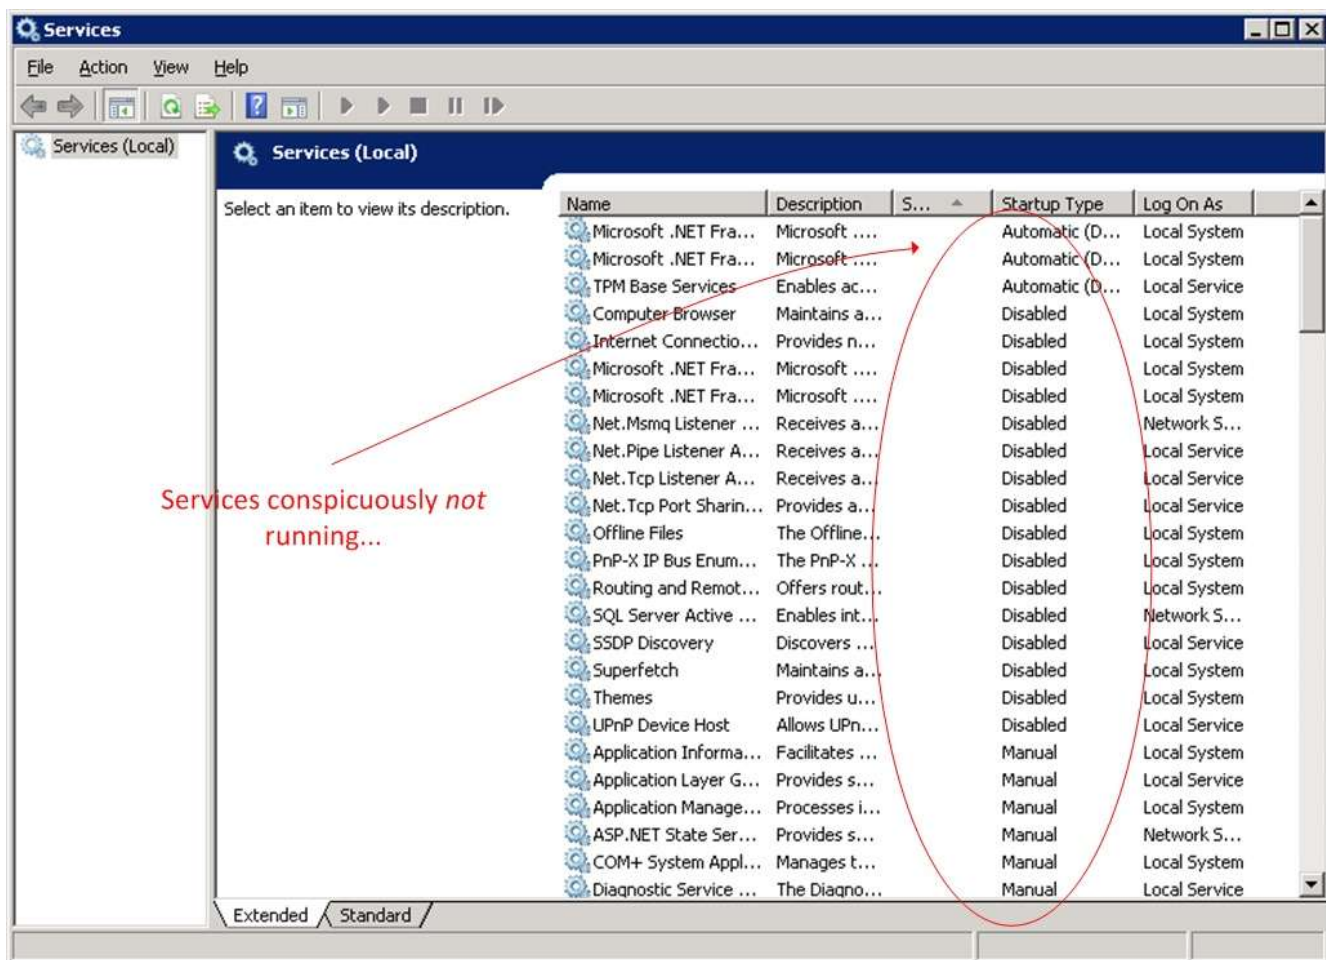 Services
File Action View Help
Services (Local)
Services (Local)
Select an item to view its description.
Name Description S... Startup Type Log On As
Microsoft .NET Fra... Microsoft .... Automatic (D... Local System
Microsoft .NET Fra... Microsoft .... Automatic (D... Local System
TPM Base Services Enables ac... Automatic (D... Local Service
Computer Browser Maintains a... Disabled Local System
Internet Connectio... Provides n... Disabled Local System
Microsoft .NET Fra... Microsoft .... Disabled Local System
Microsoft .NET Fra... Microsoft .... Disabled Local System
Net.Msmq Listener ... Receives a... Disabled Network S...
Net.Pipe Listener A... Receives a... Disabled Local Service
Net.Tcp Listener A... Receives a... Disabled Local Service
Net.Tcp Port Sharin... Provides a... Disabled Local Service
Offline Files The Offline... Disabled Local System
PnP-X IP Bus Enum... The PnP-X ... Disabled Local System
Routing and Remot... Offers rout... Disabled Local System
SQL Server Active ... Enables int... Disabled Network S...
SSDP Discovery Discovers ... Disabled Local Service
Superfetch Maintains a... Disabled Local System
Themes Provides u... Disabled Local System
UPnP Device Host Allows UPn... Disabled Local Service
Application Informa... Facilitates ... Manual Local System
Application Layer G... Provides s... Manual Local Service
Application Manage... Processes i... Manual Local System
ASP.NET State Ser... Provides s... Manual Network S...
COM+ System Appl... Manages t... Manual Local System
Diagnostic Service ... The Diagno... Manual Local Service
Services conspicuously not
running...
Extended Standard